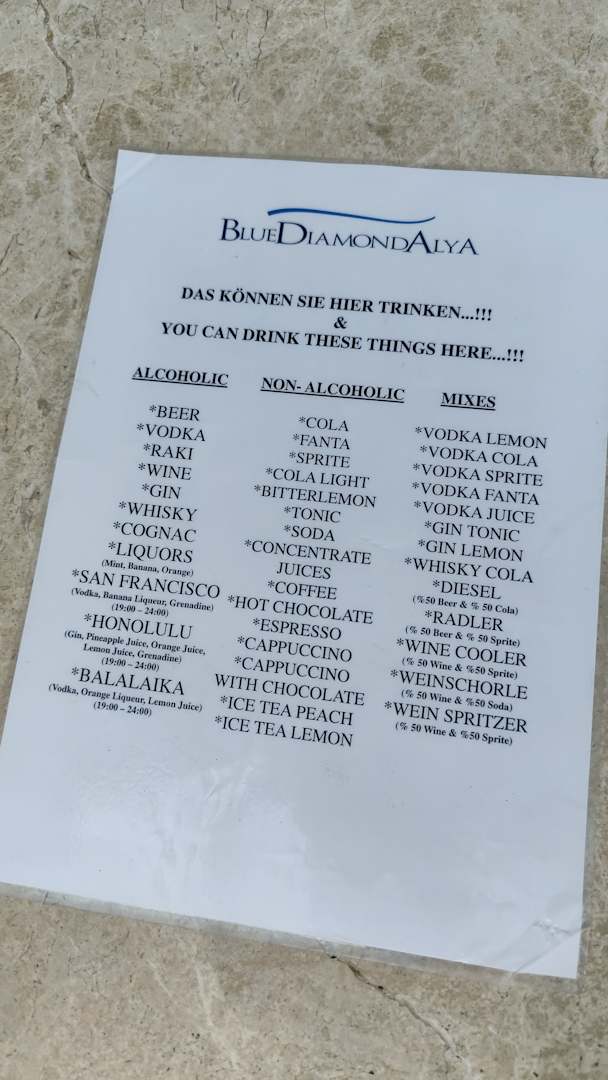 BLUEDIAMONDALYA
DAS KÖNNEN SIE HIER TRINKEN...!!!
&
YOU CAN DRINK THESE THINGS HERE...!!!
ALCOHOLIC
*BEER
*VODKA
*RAKI
*WINE
*GIN
*WHISKY
*COGNAC
*LIQUORS
(Mint, Banana, Orange)
*SAN FRANCISCO
(Vodka, Banana Liqueur, Grenadine)
(19:00 – 24:00)
*HONOLULU
(Gin, Pineapple Juice, Orange Juice,
Lemon Juice, Grenadine)
(19:00 – 24:00)
*BALALAIKA
(Vodka, Orange Liqueur, Lemon Juice)
(19:00 – 24:00)
NON- ALCOHOLIC
*COLA
*FANTA
*SPRITE
*COLA LIGHT
*BITTERLEMON
*TONIC
*SODA
*CONCENTRATE
JUICES
*COFFEE
*HOT CHOCOLATE
*ESPRESSO
*CAPPUCCINO
*CAPPUCCINO
WITH CHOCOLATE
*ICE TEA PEACH
*ICE TEA LEMON
MIXES
*VODKA LEMON
*VODKA COLA
*VODKA SPRITE
*VODKA FANTA
*VODKA JUICE
*GIN TONIC
*GIN LEMON
*WHISKY COLA
*DIESEL
(%50 Beer & % 50 Cola)
*RADLER
(% 50 Beer & % 50 Sprite)
*WINE COOLER
(% 50 Wine & %50 Sprite)
*WEINSCHORLE
(% 50 Wine & %50 Soda)
*WEIN SPRITZER
(% 50 Wine & %50 Sprite)